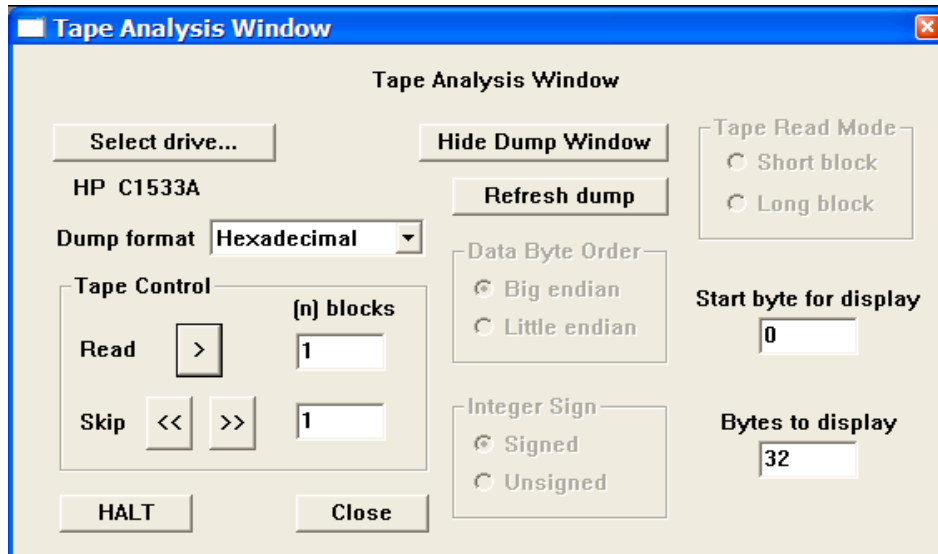 Tape Analysis Window
Tape Analysis Window
Select drive...
HP C1533A
Dump format Hexadecimal
Tape Control
(n) blocks
Read > 1
Skip << >> 1
HALT
Close
Hide Dump Window
Refresh dump
Data Byte Order
Big endian
Little endian
Integer Sign
Signed
Unsigned
Tape Read Mode
Short block
Long block
Start byte for display
0
Bytes to display
32